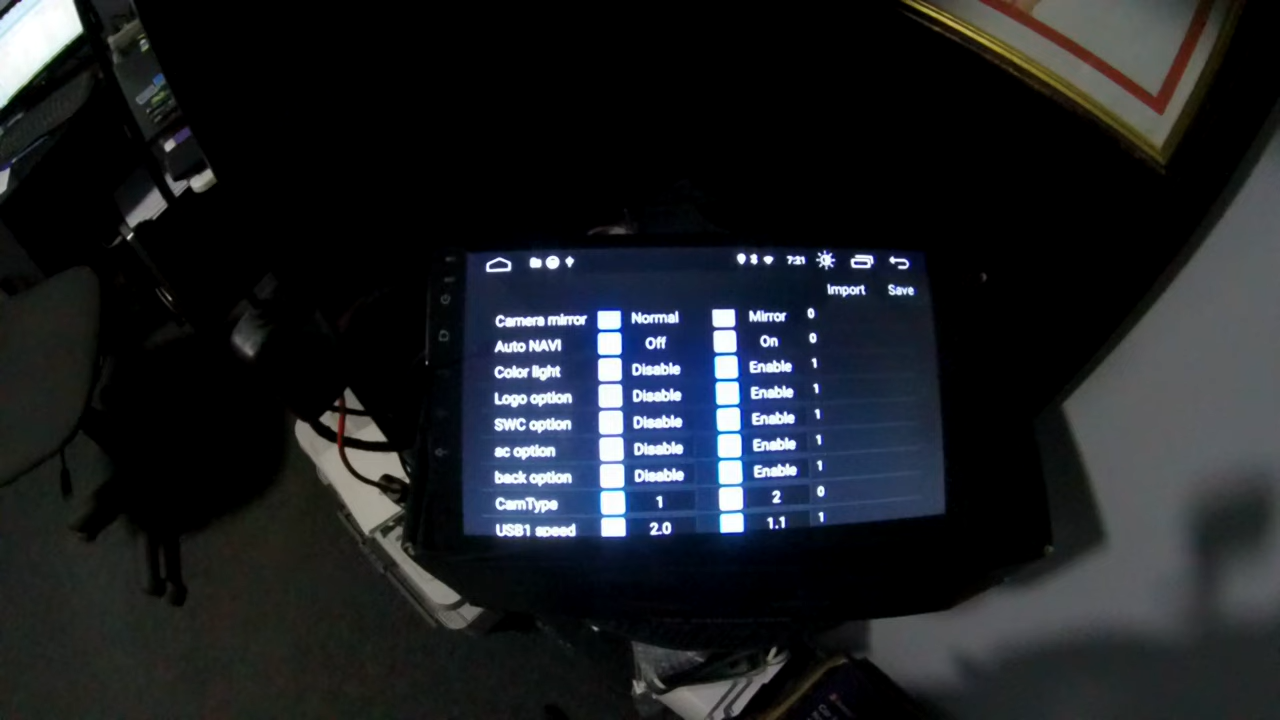 7:21
Import Save
Camera mirror Normal Mirror 0
Auto NAVI Off On 0
Color light Disable Enable 1
Logo option Disable Enable 1
SWC option Disable Enable 1
ac option Disable Enable 1
back option Disable Enable 1
CamType 1 2 0
USB1 speed 2.0 1.1 1